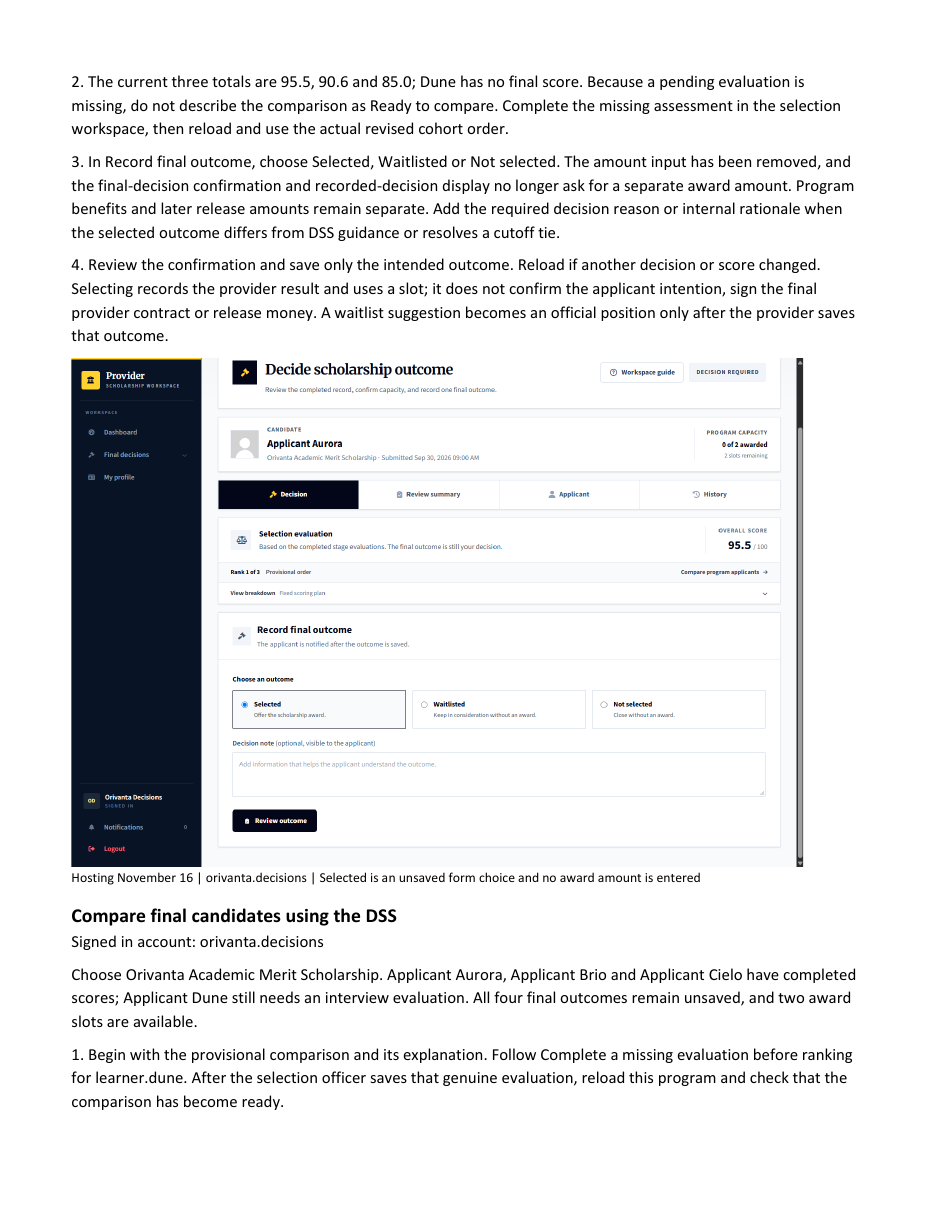 2. The current three totals are 95.5, 90.6 and 85.0; Dune has no final score. Because a pending evaluation is
missing, do not describe the comparison as Ready to compare. Complete the missing assessment in the selection
workspace, then reload and use the actual revised cohort order.
3. In Record final outcome, choose Selected, Waitlisted or Not selected. The amount input has been removed, and
the final-decision confirmation and recorded-decision display no longer ask for a separate award amount. Program
benefits and later release amounts remain separate. Add the required decision reason or internal rationale when
the selected outcome differs from DSS guidance or resolves a cutoff tie.
4. Review the confirmation and save only the intended outcome. Reload if another decision or score changed.
Selecting records the provider result and uses a slot; it does not confirm the applicant intention, sign the final
provider contract or release money. A waitlist suggestion becomes an official position only after the provider saves
that outcome.
Provider
SCHOLARSHIP WORKSPACE
WORKSPACE
Dashboard
Final decisions
My profile
OD
Orivanta Decisions
SIGNED IN
Notifications 0
Logout
Decide scholarship outcome
Review the completed record, confirm capacity, and record one final outcome.
Workspace guide
DECISION REQUIRED
CANDIDATE
Applicant Aurora
Orivanta Academic Merit Scholarship · Submitted Sep 30, 2026 09:00 AM
PROGRAM CAPACITY
0 of 2 awarded
2 slots remaining
Decision
Review summary
Applicant
History
Selection evaluation
Based on the completed stage evaluations. The final outcome is still your decision.
OVERALL SCORE
95.5 / 100
Rank 1 of 3 Provisional order
Compare program applicants →
View breakdown Fixed scoring plan
Record final outcome
The applicant is notified after the outcome is saved.
Choose an outcome
Selected
Offer the scholarship award.
Waitlisted
Keep in consideration without an award.
Not selected
Close without an award.
Decision note (optional, visible to the applicant)
Add information that helps the applicant understand the outcome.
Review outcome
Hosting November 16 | orivanta.decisions | Selected is an unsaved form choice and no award amount is entered
Compare final candidates using the DSS
Signed in account: orivanta.decisions
Choose Orivanta Academic Merit Scholarship. Applicant Aurora, Applicant Brio and Applicant Cielo have completed
scores; Applicant Dune still needs an interview evaluation. All four final outcomes remain unsaved, and two award
slots are available.
1. Begin with the provisional comparison and its explanation. Follow Complete a missing evaluation before ranking
for learner.dune. After the selection officer saves that genuine evaluation, reload this program and check that the
comparison has become ready.